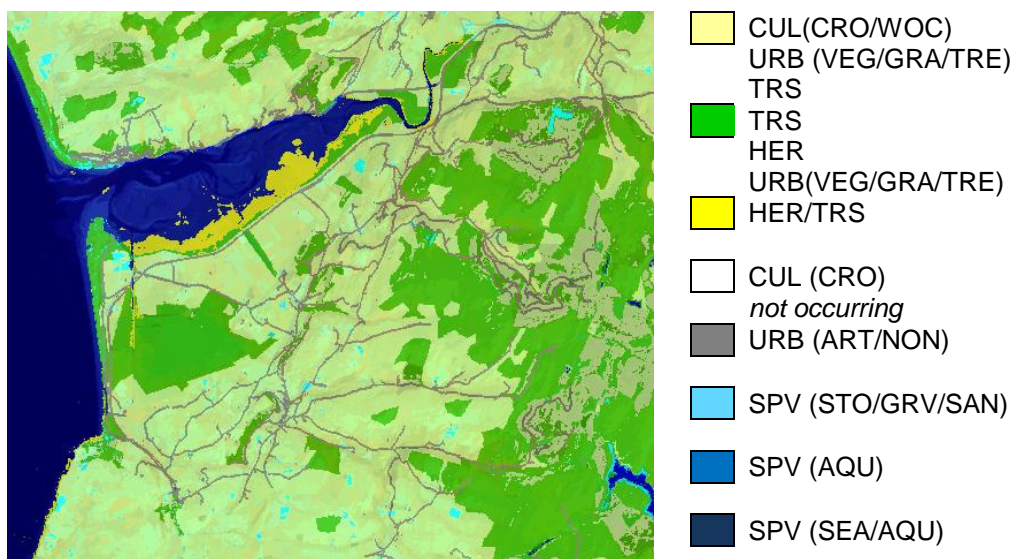 CUL(CRO/WOC)
URB (VEG/GRA/TRE)
TRS
TRS
HER
URB(VEG/GRA/TRE)
HER/TRS
CUL (CRO)
not occurring
URB (ART/NON)
SPV (STO/GRV/SAN)
SPV (AQU)
SPV (SEA/AQU)